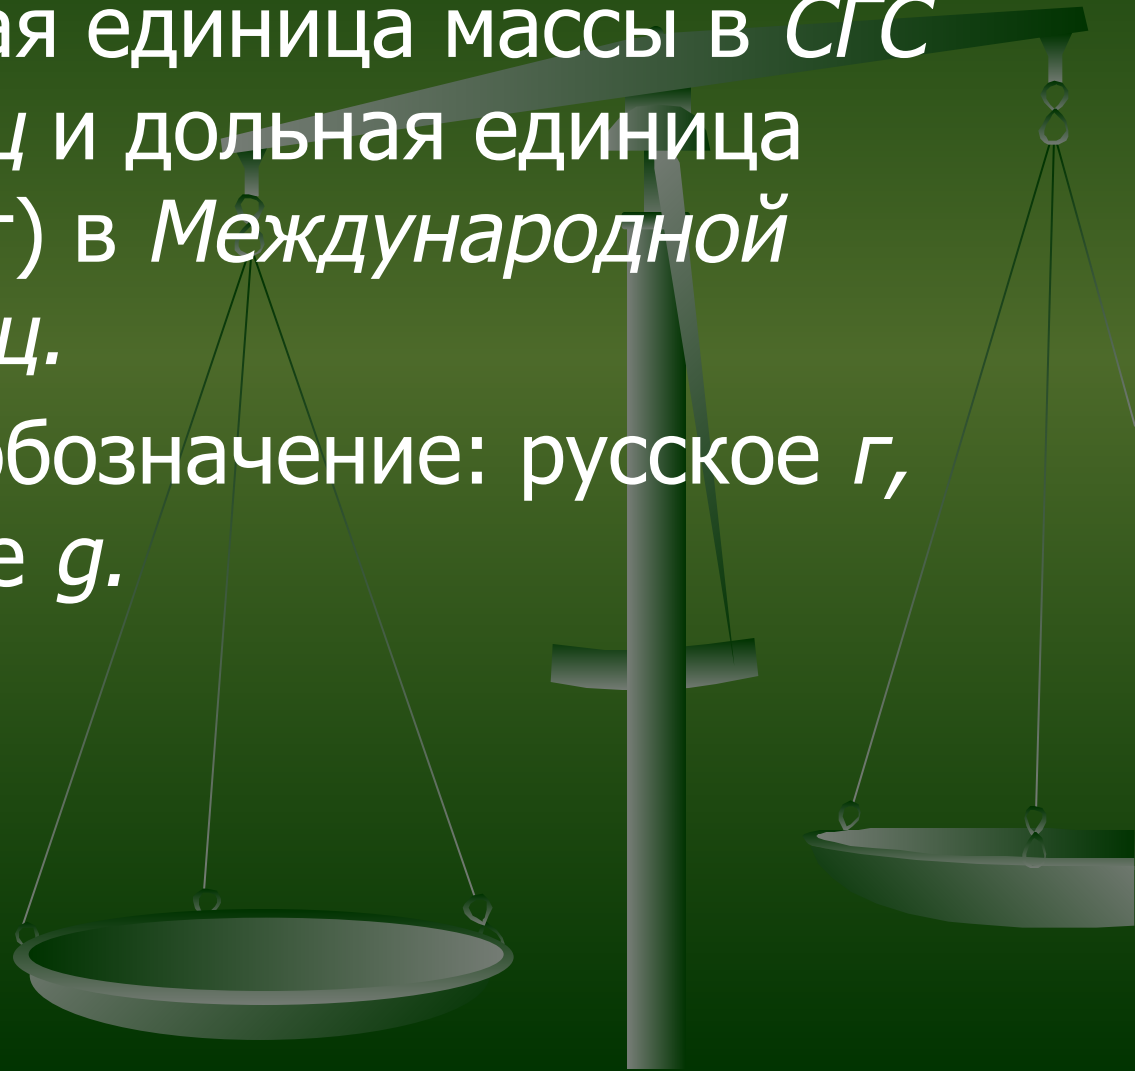 ая единица массы в СГС
ц и дольная единица
г) в Международной
ц.
обозначение: русское г,
е g.